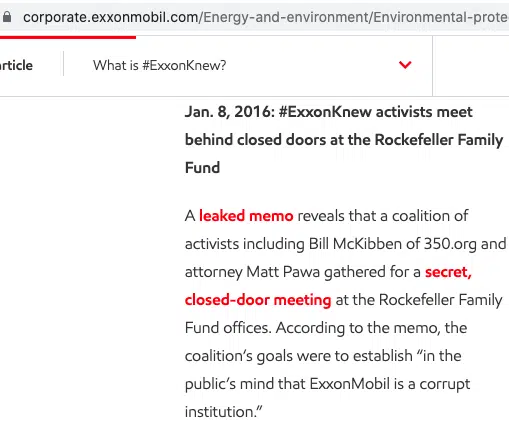 corporate.exxonmobil.com/Energy-and-environment/Environmental-prote
rticle
What is #ExxonKnew?
Jan. 8, 2016: #ExxonKnew activists meet
behind closed doors at the Rockefeller Family
Fund
A leaked memo reveals that a coalition of
activists including Bill McKibben of 350.org and
attorney Matt Pawa gathered for a secret,
closed-door meeting at the Rockefeller Family
Fund offices. According to the memo, the
coalition’s goals were to establish “in the
public’s mind that ExxonMobil is a corrupt
institution.”